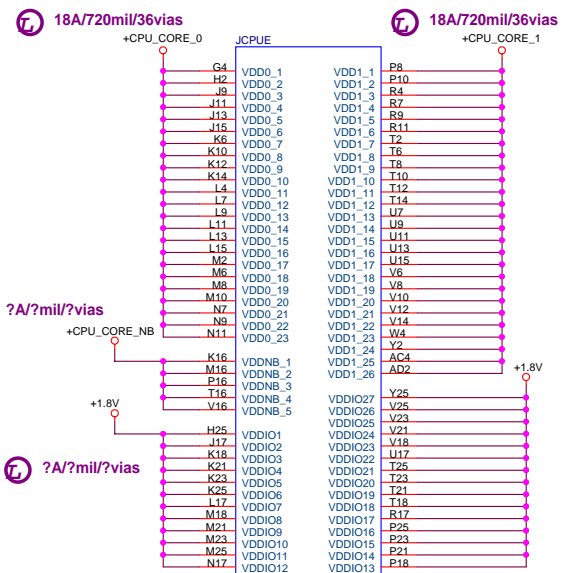 18A/720mil/36vias
18A/720mil/36vias
+CPU_CORE_0
+CPU_CORE_1
JCPUE
G4 VDD0_1 VDD1_1 P8
H2 VDD0_2 VDD1_2 P10
J9 VDD0_3 VDD1_3 R4
J11 VDD0_4 VDD1_4 R7
J13 VDD0_5 VDD1_5 R9
J15 VDD0_6 VDD1_6 R11
K6 VDD0_7 VDD1_7 T2
K10 VDD0_8 VDD1_8 T6
K12 VDD0_9 VDD1_9 T8
K14 VDD0_10 VDD1_10 T10
L4 VDD0_11 VDD1_11 T12
L7 VDD0_12 VDD1_12 T14
L9 VDD0_13 VDD1_13 U7
L11 VDD0_14 VDD1_14 U9
L13 VDD0_15 VDD1_15 U11
L15 VDD0_16 VDD1_16 U13
M2 VDD0_17 VDD1_17 U15
M6 VDD0_18 VDD1_18 V6
M8 VDD0_19 VDD1_19 V8
M10 VDD0_20 VDD1_20 V10
N7 VDD0_21 VDD1_21 V12
N9 VDD0_22 VDD1_22 V14
N11 VDD0_23 VDD1_23 W4
VDD1_24 Y2
?A/?mil/?vias
+CPU_CORE_NB
K16 VDDNB_1 VDD1_25 AC4
M16 VDDNB_2 VDD1_26 AD2
P16 VDDNB_3
T16 VDDNB_4
V16 VDDNB_5
+1.8V
+1.8V
VDDIO27 Y25
VDDIO26 V25
VDDIO25 V23
H25 VDDIO1 VDDIO24 V21
J17 VDDIO2 VDDIO23 V18
K18 VDDIO3 VDDIO22 U17
K21 VDDIO4 VDDIO21 T25
K23 VDDIO5 VDDIO20 T23
K25 VDDIO6 VDDIO19 T21
L17 VDDIO7 VDDIO18 T18
M18 VDDIO8 VDDIO17 R17
M21 VDDIO9 VDDIO16 P25
M23 VDDIO10 VDDIO15 P23
M25 VDDIO11 VDDIO14 P21
N17 VDDIO12 VDDIO13 P18
?A/?mil/?vias